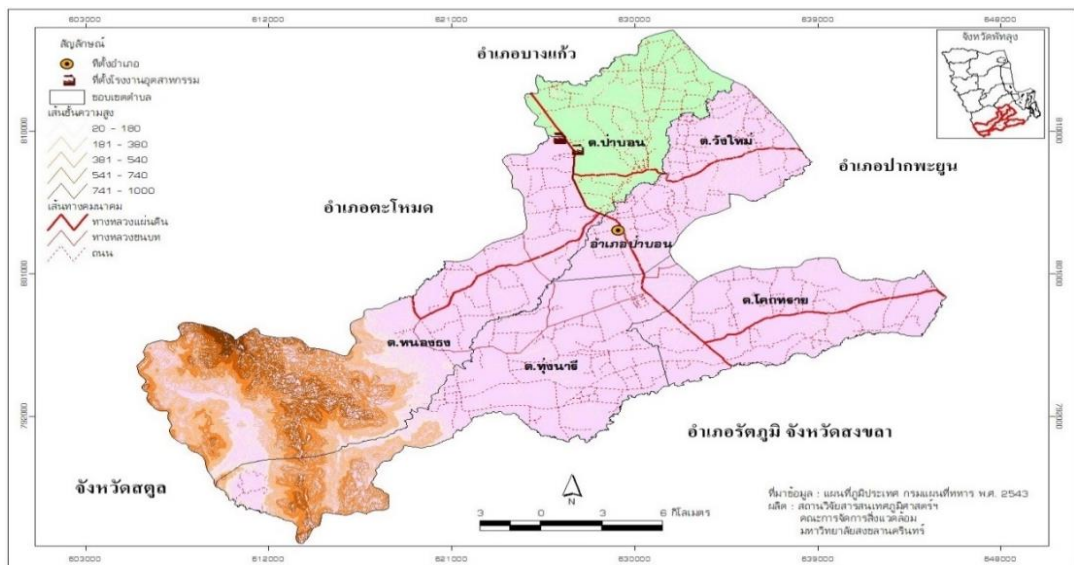 603000 612000 621000 630000 639000 648000
สัญลักษณ์
ที่ตั้งอำเภอ
ที่ตั้งโรงงานอุตสาหกรรม
ขอบเขตตำบล
เส้นชั้นความสูง
20 - 180
181 - 380
381 - 540
541 - 740
741 - 1000
เส้นทางคมนาคม
ทางหลวงแผ่นดิน
ทางหลวงชนบท
ถนน
จังหวัดพัทลุง
อำเภอบางแก้ว
810000
810000
ต.ป่าบอน
ต.วังใหม่
อำเภอปากพะยูน
อำเภอตะโหมด
อำเภอป่าบอน
801000
801000
ต.โคกทราย
ต.หนองธง
ต.ทุ่งนารี
792000
792000
อำเภอรัตภูมิ จังหวัดสงขลา
จังหวัดสตูล
N
3 0 3 6 กิโลเมตร
ที่มาข้อมูล : แผนที่ภูมิประเทศ กรมแผนที่ทหาร พ.ศ. 2543
ผลิต : สถานวิจัยสารสนเทศภูมิศาสตร์ฯ
คณะการจัดการสิ่งแวดล้อม
มหาวิทยาลัยสงขลานครินทร์
603000 612000 621000 630000 639000 648000